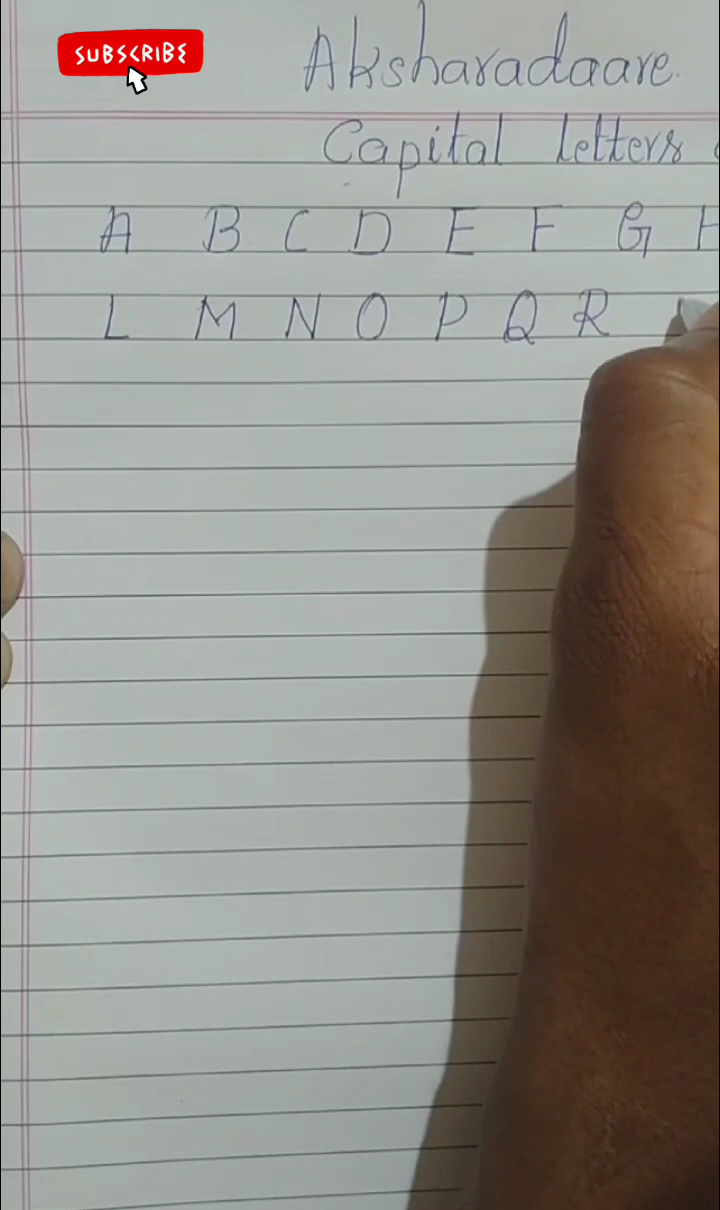 SUBSCRIBE
Aksharadaare.
Capital letters
A B C D E F G H
L M N O P Q R